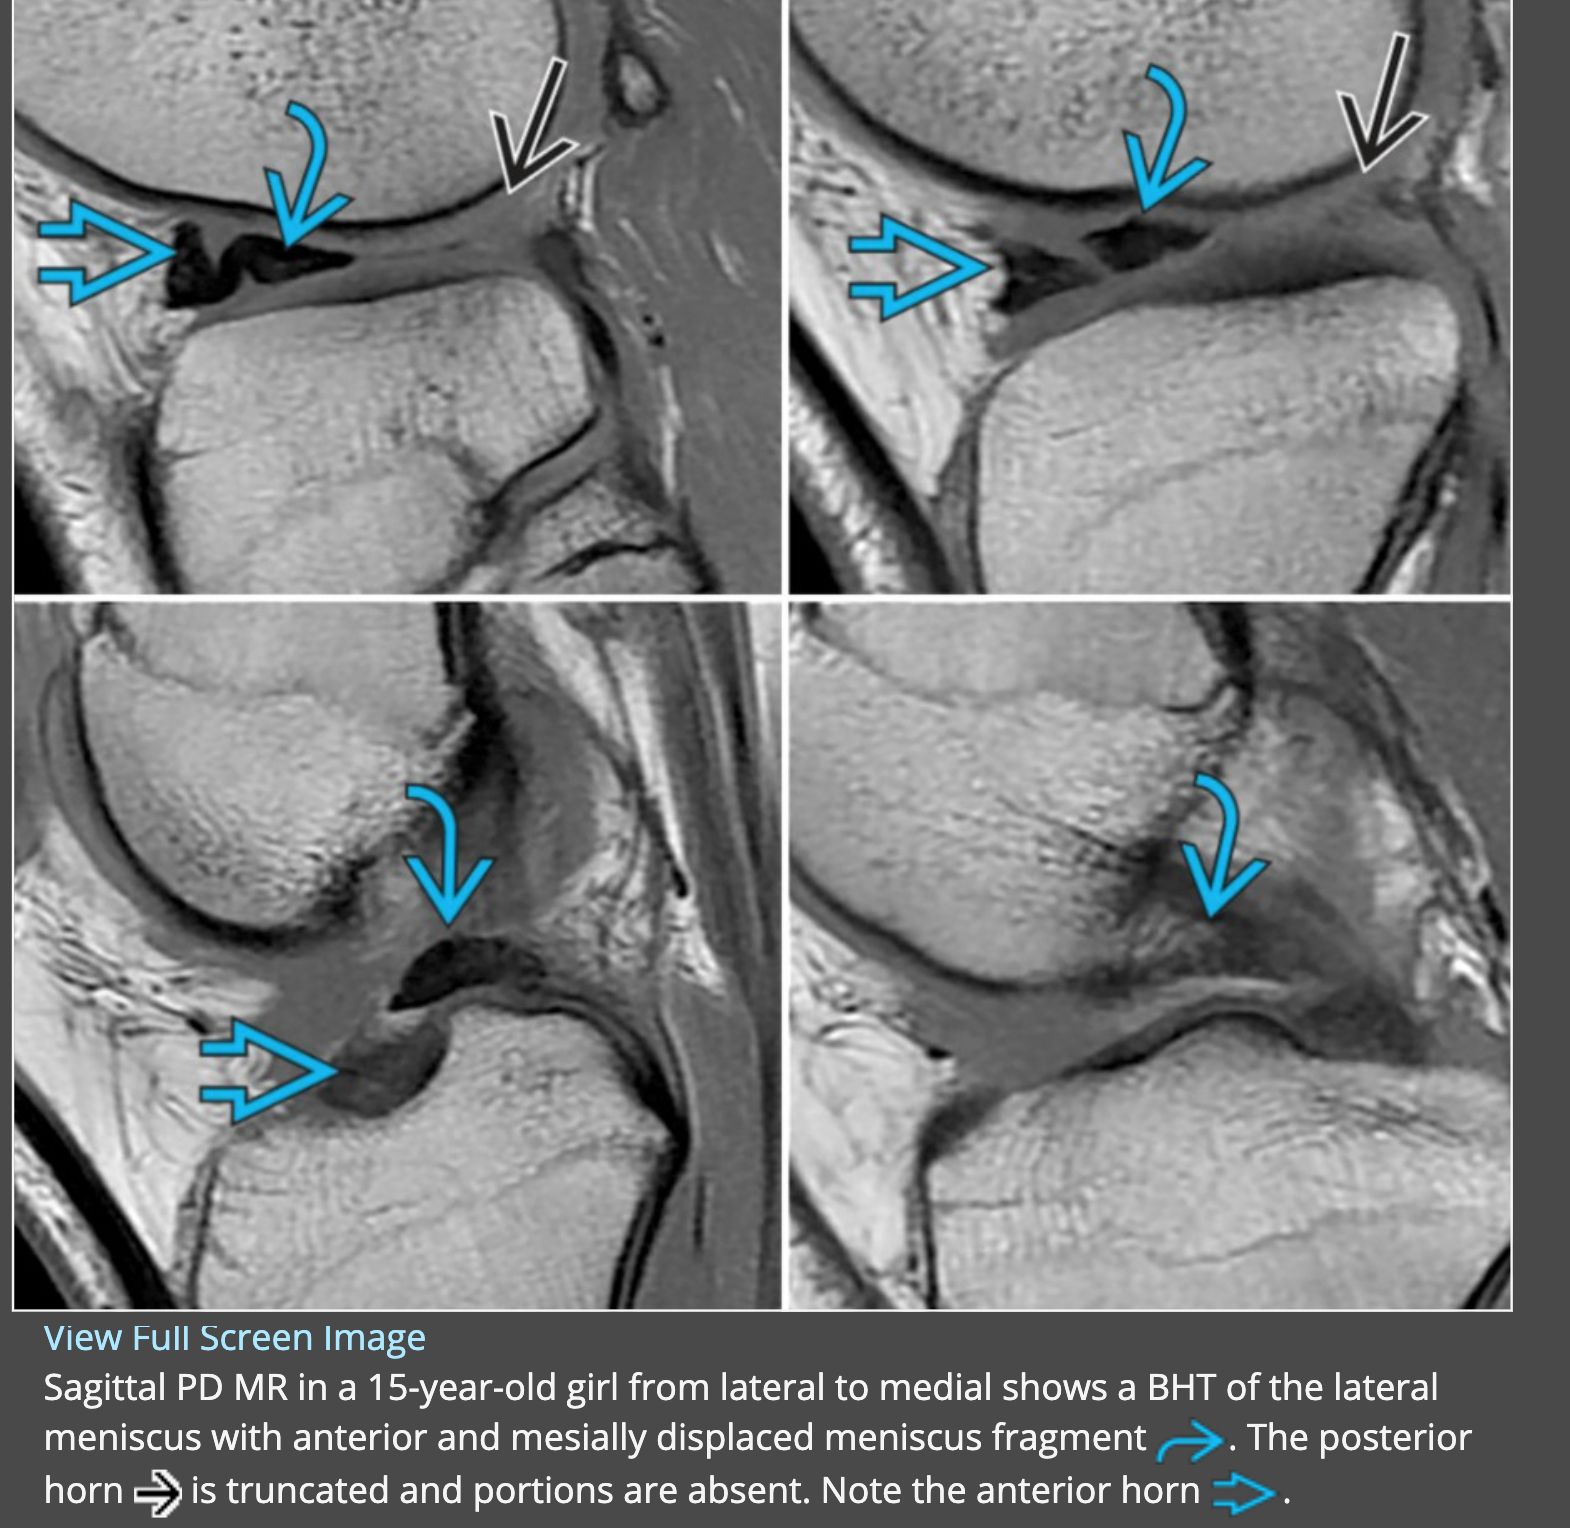 View Full Screen Image
Sagittal PD MR in a 15-year-old girl from lateral to medial shows a BHT of the lateral
meniscus with anterior and mesially displaced meniscus fragment . The posterior
horn is truncated and portions are absent. Note the anterior horn .